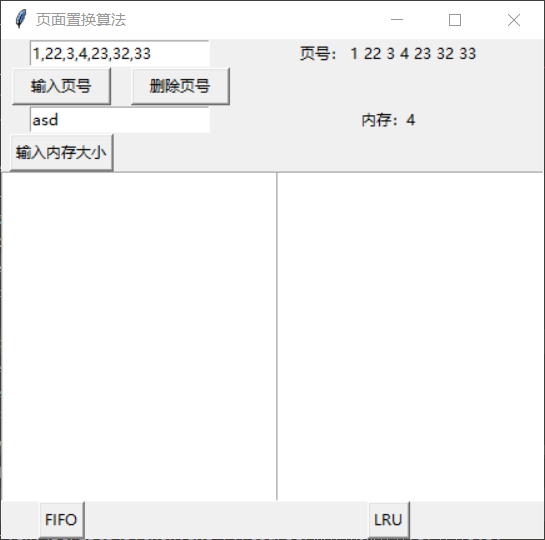 页面置换算法
1,22,3,4,23,32,33 页号： 1 22 3 4 23 32 33
输入页号 删除页号
asd 内存：4
输入内存大小
FIFO LRU